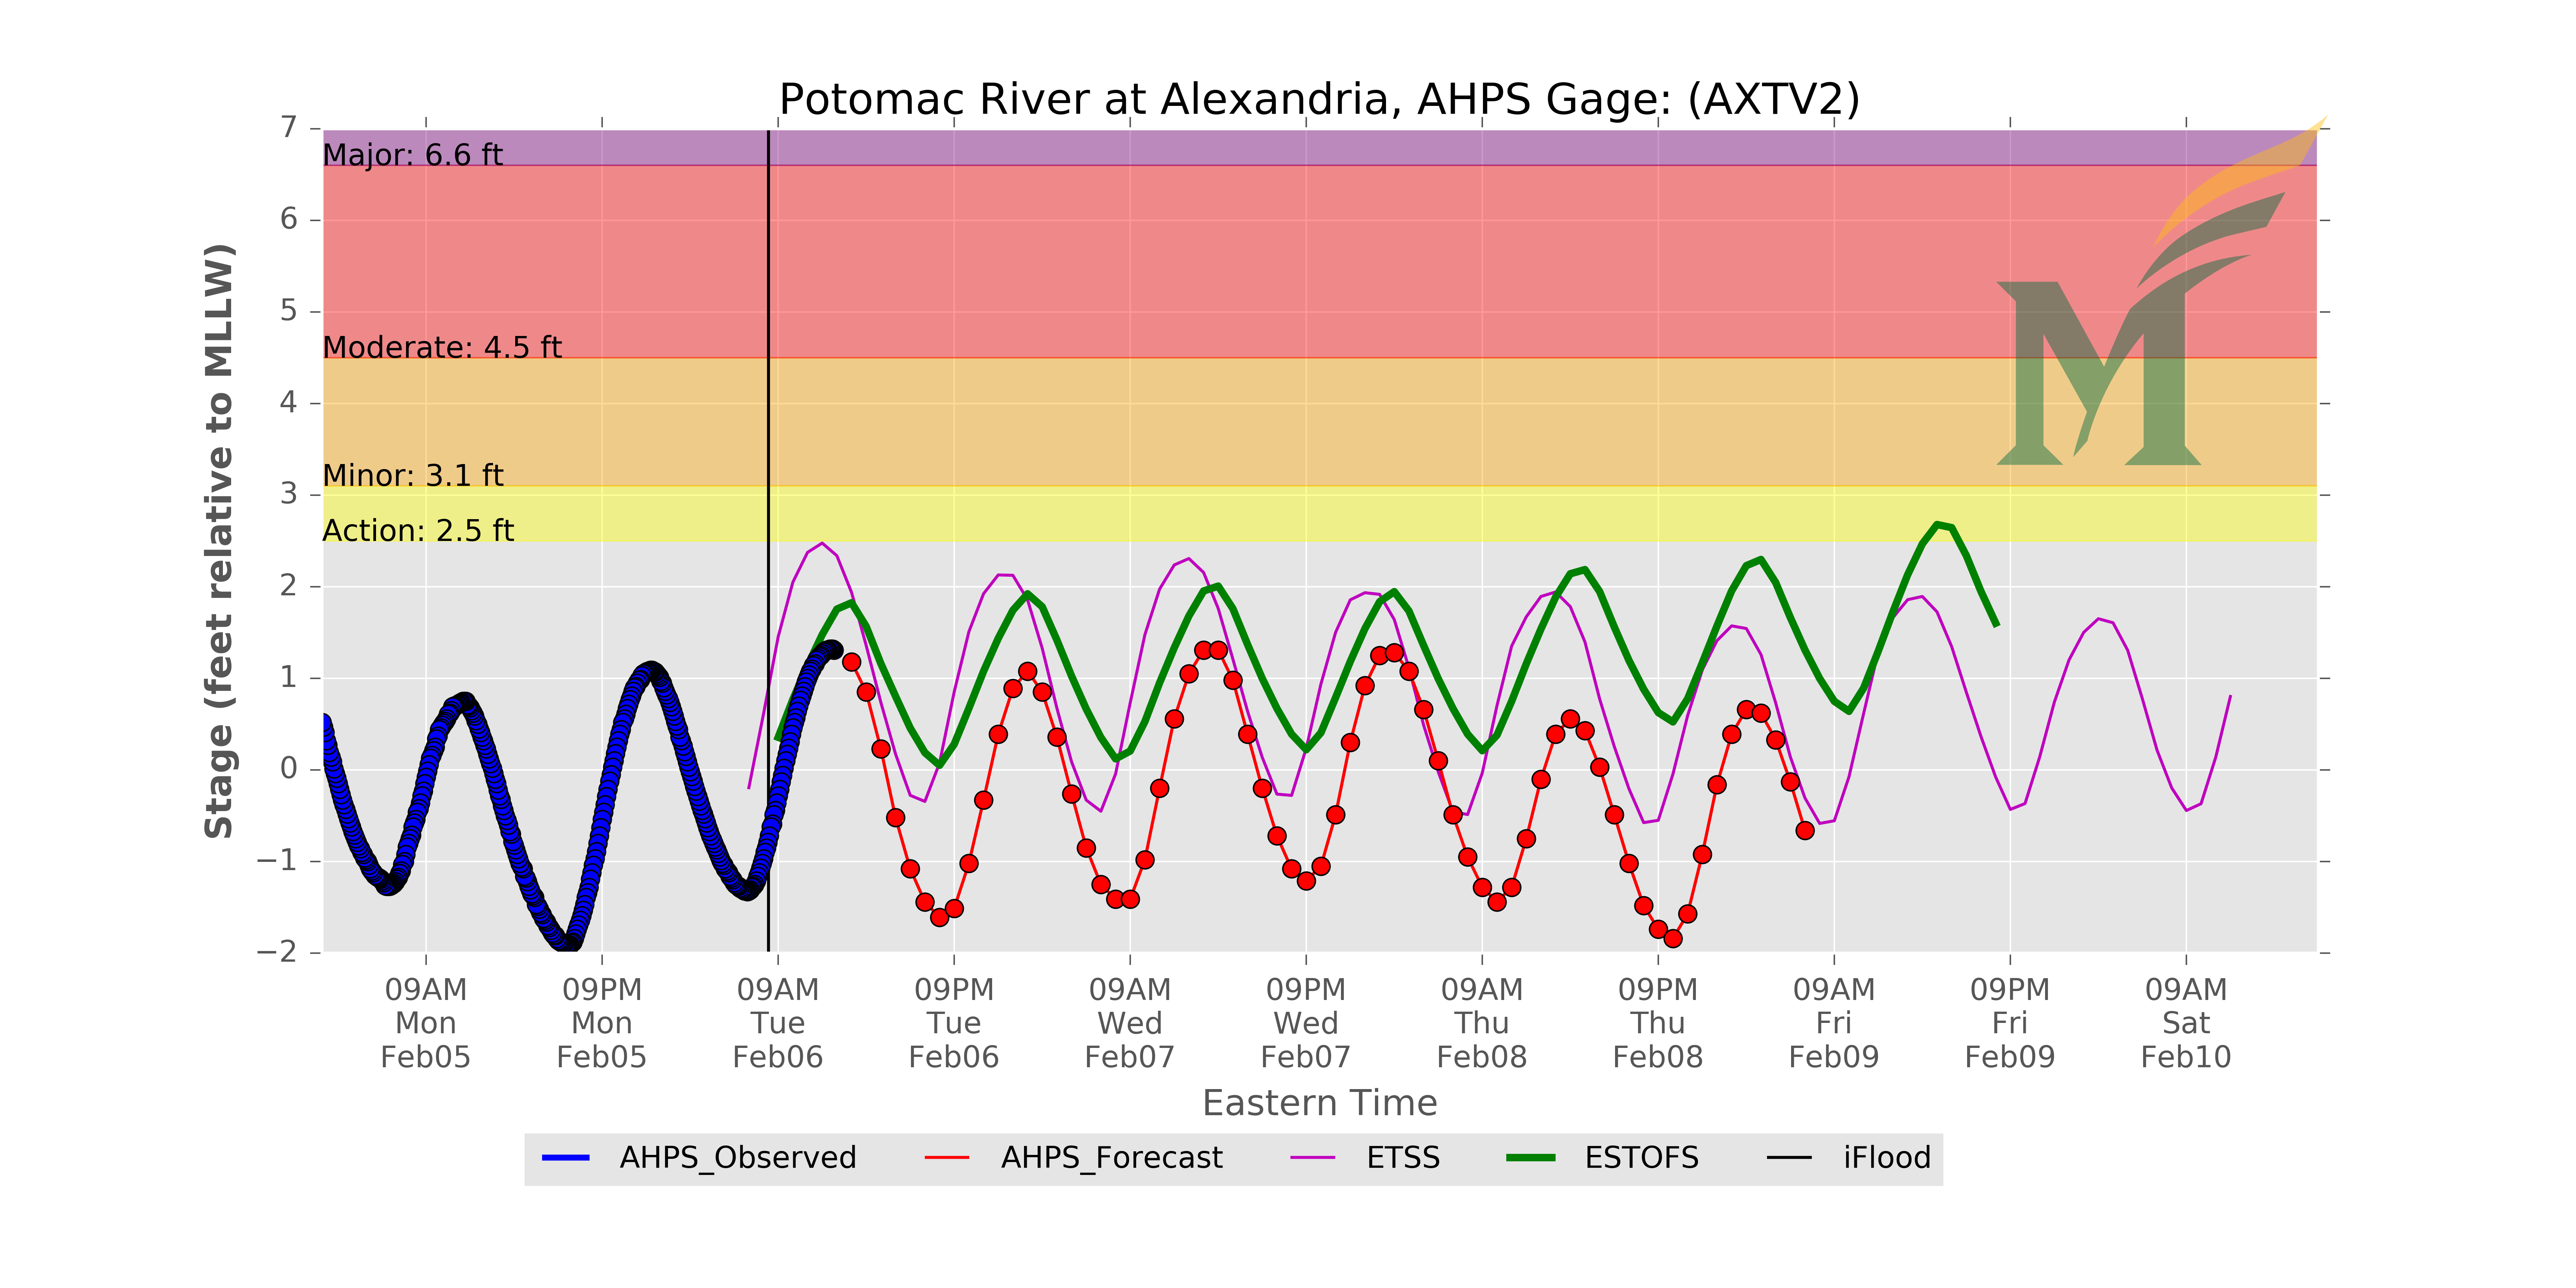 Potomac River at Alexandria, AHPS Gage: (AXTV2)
Stage (feet relative to MLLW)
7
6
5
4
3
2
1
0
−1
−2
Major: 6.6 ft
Moderate: 4.5 ft
Minor: 3.1 ft
Action: 2.5 ft
M
09AM 09PM 09AM 09PM 09AM 09PM 09AM 09PM 09AM 09PM 09AM
Mon Mon Tue Tue Wed Wed Thu Thu Fri Fri Sat
Feb05 Feb05 Feb06 Feb06 Feb07 Feb07 Feb08 Feb08 Feb09 Feb09 Feb10
Eastern Time
AHPS_Observed AHPS_Forecast ETSS ESTOFS iFlood